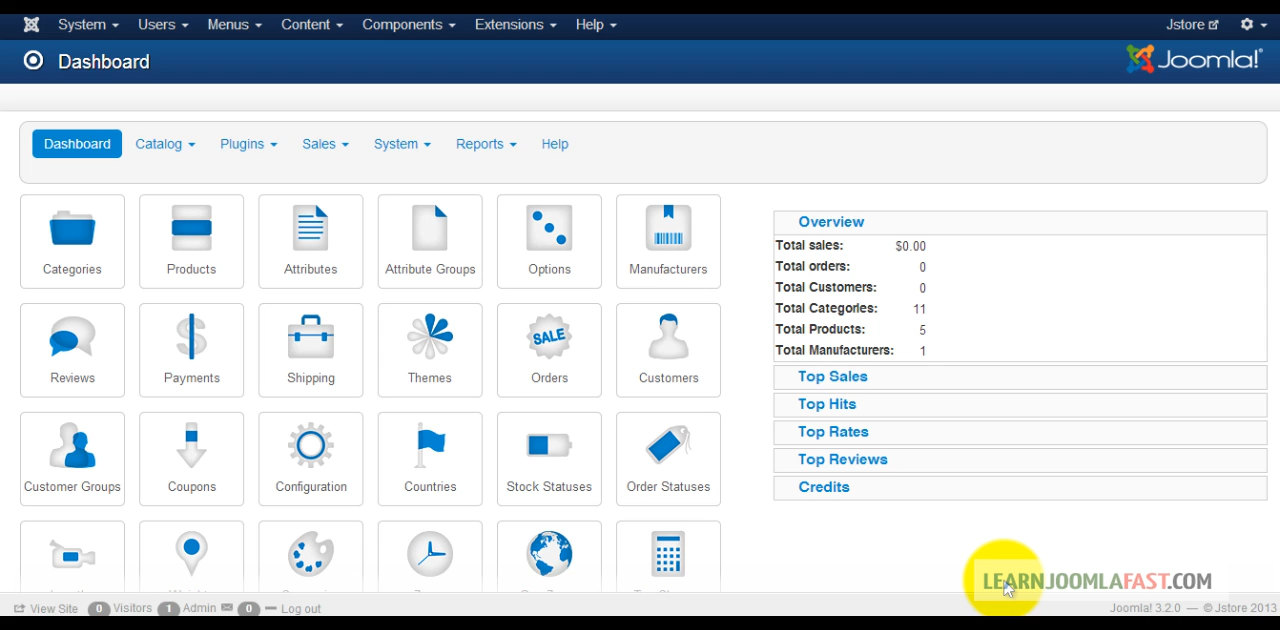 System Users Menus Content Components Extensions Help Jstore
Dashboard Joomla!®
Dashboard Catalog Plugins Sales System Reports Help
Categories Products Attributes Attribute Groups Options Manufacturers
Reviews Payments Shipping Themes SALE Orders Customers
Customer Groups Coupons Configuration Countries Stock Statuses Order Statuses
Overview
Total sales: $0.00
Total orders: 0
Total Customers: 0
Total Categories: 11
Total Products: 5
Total Manufacturers: 1
Top Sales
Top Hits
Top Rates
Top Reviews
Credits
LEARNJOOMLAFAST.COM
View Site 0 Visitors 1 Admin 0 Log out Joomla! 3.2.0 — © Jstore 2013